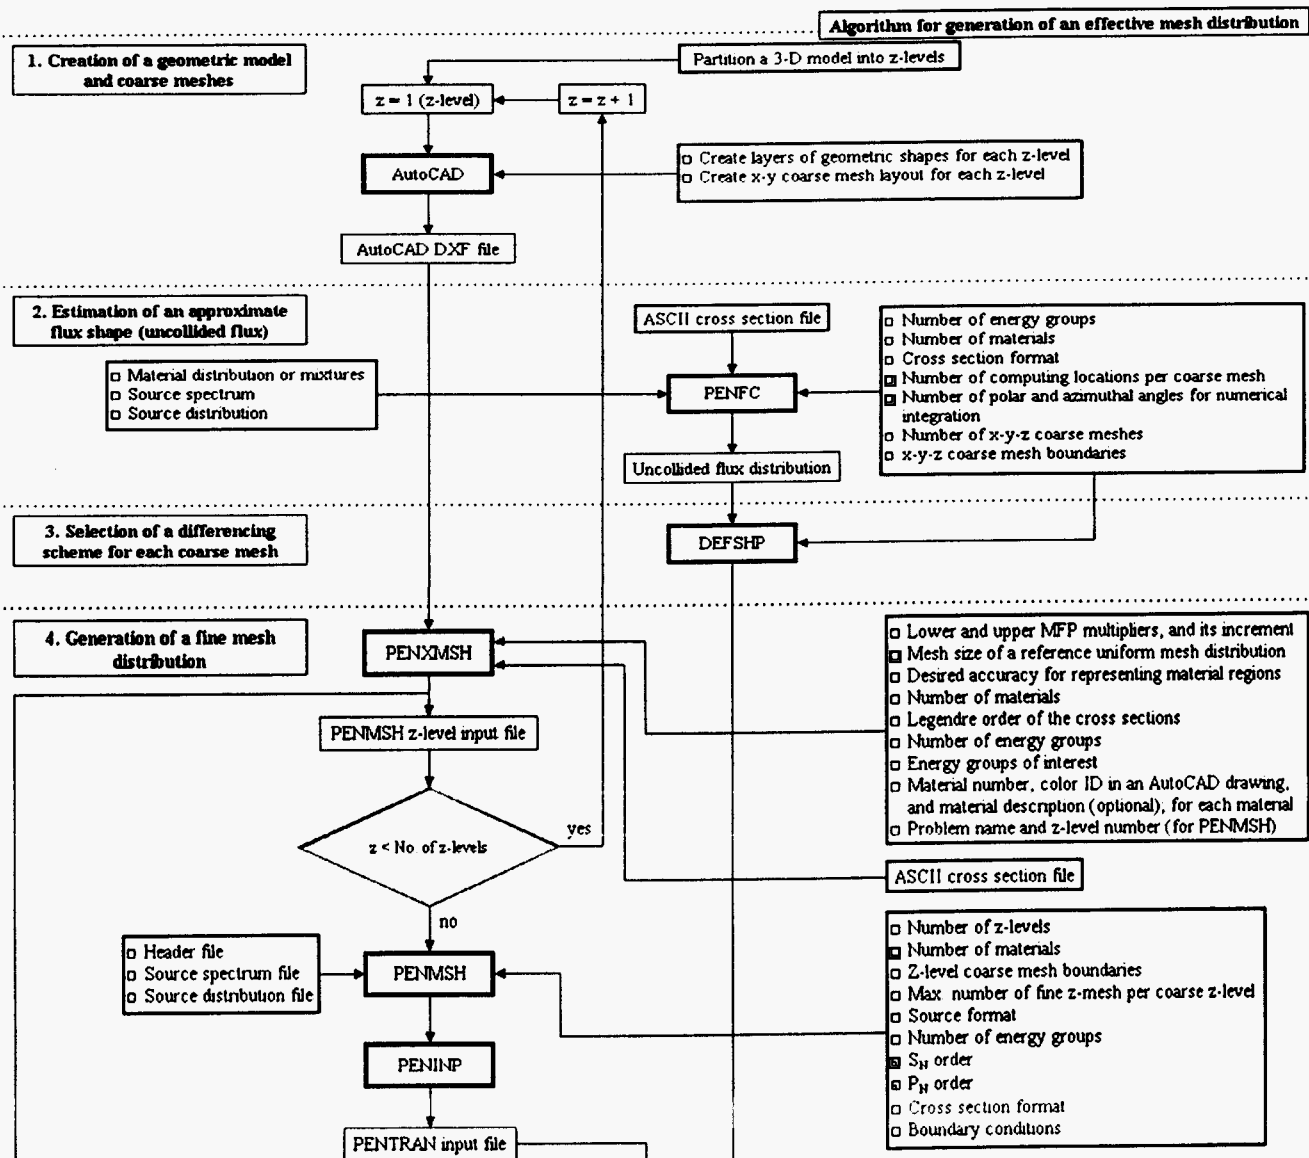 Algorithm for generation of an effective mesh distribution
1. Creation of a geometric model
and coarse meshes
Partition a 3-D model into z-levels
z = 1 (z-level)
z = z + 1
AutoCAD
Create layers of geometric shapes for each z-level
Create x-y coarse mesh layout for each z-level
AutoCAD DXF file
2. Estimation of an approximate
flux shape (uncollided flux)
ASCII cross section file
Material distribution or mixtures
Source spectrum
Source distribution
PENFC
Number of energy groups
Number of materials
Cross section format
Number of computing locations per coarse mesh
Number of polar and azimuthal angles for numerical
integration
Number of x-y-z coarse meshes
x-y-z coarse mesh boundaries
Uncollided flux distribution
3. Selection of a differencing
scheme for each coarse mesh
DEFSHP
4. Generation of a fine mesh
distribution
PENXMSH
Lower and upper MFP multipliers, and its increment
Mesh size of a reference uniform mesh distribution
Desired accuracy for representing material regions
Number of materials
Legendre order of the cross sections
Number of energy groups
Energy groups of interest
Material number, color ID in an AutoCAD drawing,
and material description (optional), for each material
Problem name and z-level number (for PENMSH)
PENMSH z-level input file
z < No. of z-levels
yes
no
ASCII cross section file
Header file
Source spectrum file
Source distribution file
PENMSH
Number of z-levels
Number of materials
Z-level coarse mesh boundaries
Max. number of fine z-mesh per coarse z-level
Source format
Number of energy groups
S_N order
P_N order
Cross section format
Boundary conditions
PENINP
PENTRAN input file